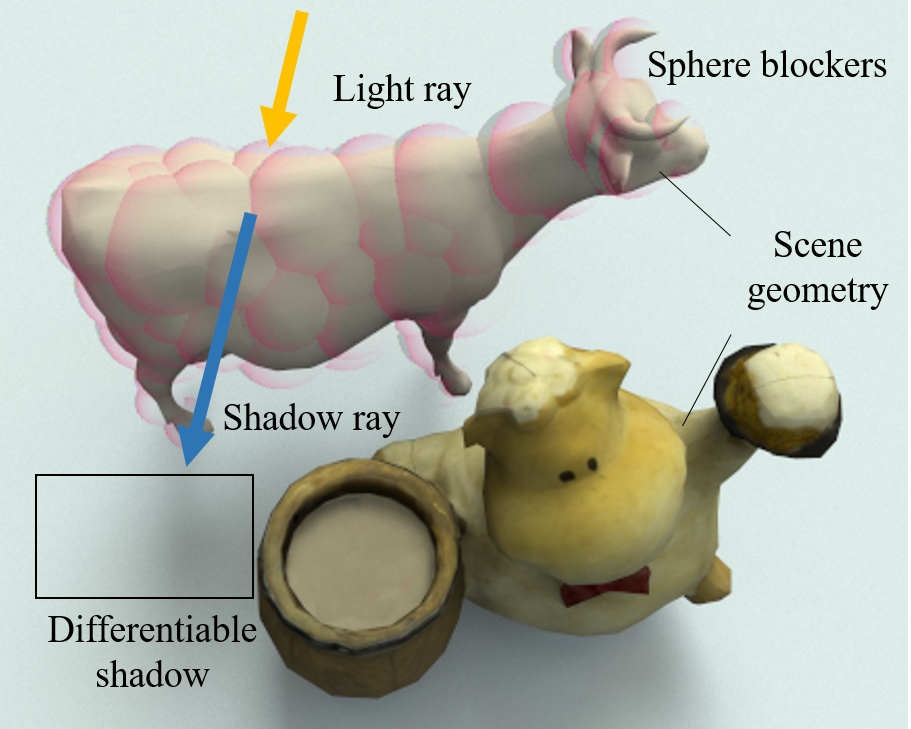 Light ray
Sphere blockers
Scene
geometry
Shadow ray
Differentiable
shadow